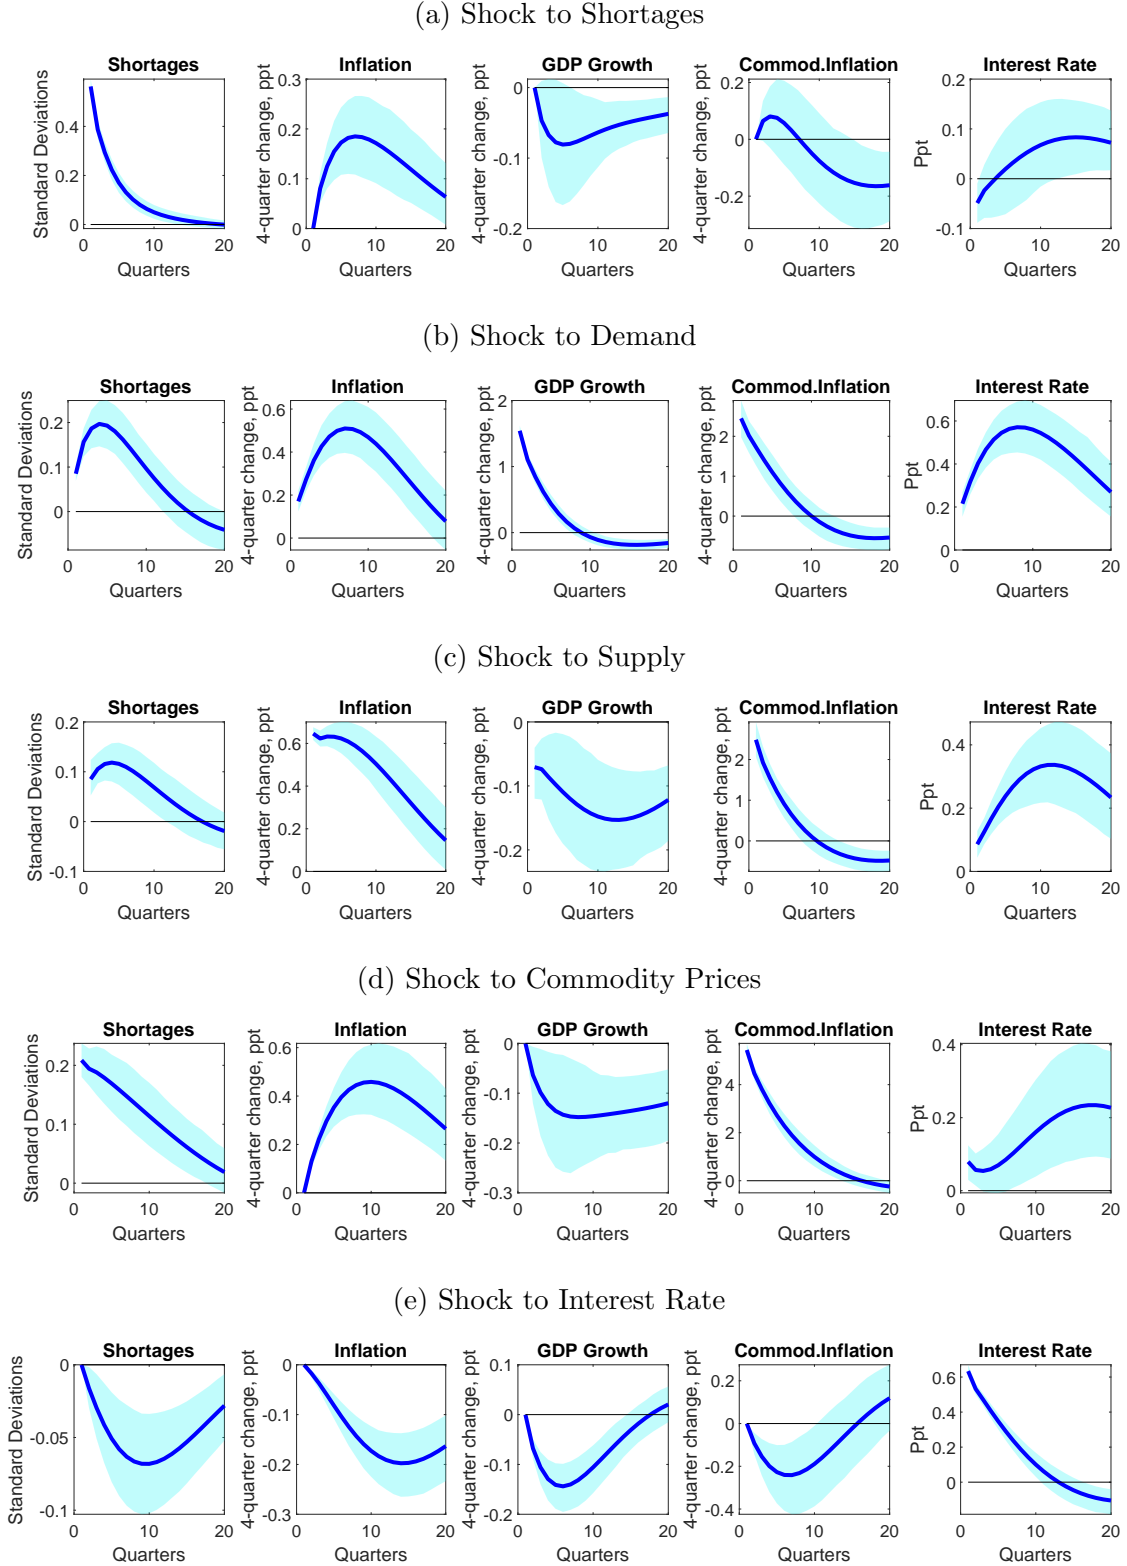 (a) Shock to Shortages
Shortages Inflation GDP Growth Commod.Inflation Interest Rate
Standard Deviations
0.4
0.2
0
0 10 20
Quarters
4-quarter change, ppt
0.3
0.2
0.1
0
0 10 20
Quarters
4-quarter change, ppt
0
-0.1
-0.2
0 10 20
Quarters
4-quarter change, ppt
0.2
0
-0.2
0 10 20
Quarters
Ppt
0.2
0.1
0
-0.1
0 10 20
Quarters
(b) Shock to Demand
Shortages Inflation GDP Growth Commod.Inflation Interest Rate
Standard Deviations
0.2
0.1
0
0 10 20
Quarters
4-quarter change, ppt
0.6
0.4
0.2
0
0 10 20
Quarters
4-quarter change, ppt
2
1
0
0 10 20
Quarters
4-quarter change, ppt
2
1
0
0 10 20
Quarters
Ppt
0.6
0.4
0.2
0
0 10 20
Quarters
(c) Shock to Supply
Shortages Inflation GDP Growth Commod.Inflation Interest Rate
Standard Deviations
0.2
0.1
0
-0.1
0 10 20
Quarters
4-quarter change, ppt
0.6
0.4
0.2
0
0 10 20
Quarters
4-quarter change, ppt
0
-0.1
-0.2
0 10 20
Quarters
4-quarter change, ppt
2
1
0
0 10 20
Quarters
Ppt
0.4
0.2
0
0 10 20
Quarters
(d) Shock to Commodity Prices
Shortages Inflation GDP Growth Commod.Inflation Interest Rate
Standard Deviations
0.2
0.1
0
0 10 20
Quarters
4-quarter change, ppt
0.6
0.4
0.2
0
0 10 20
Quarters
4-quarter change, ppt
0
-0.1
-0.2
-0.3
0 10 20
Quarters
4-quarter change, ppt
4
2
0
0 10 20
Quarters
Ppt
0.4
0.2
0
0 10 20
Quarters
(e) Shock to Interest Rate
Shortages Inflation GDP Growth Commod.Inflation Interest Rate
Standard Deviations
0
-0.05
-0.1
0 10 20
Quarters
4-quarter change, ppt
0
-0.1
-0.2
-0.3
0 10 20
Quarters
4-quarter change, ppt
0.1
0
-0.1
-0.2
0 10 20
Quarters
4-quarter change, ppt
0.2
0
-0.2
-0.4
0 10 20
Quarters
Ppt
0.6
0.4
0.2
0
0 10 20
Quarters